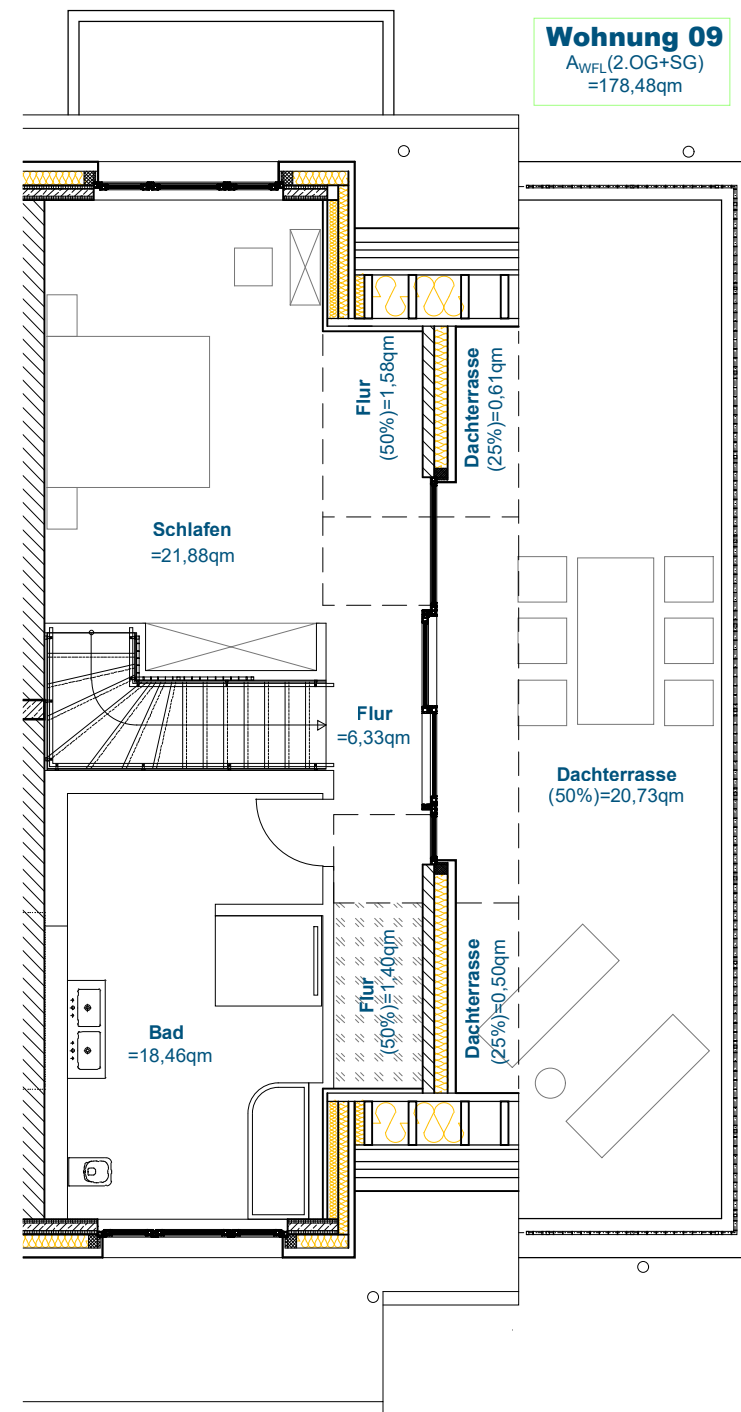 Wohnung 09
AWFL(2.OG+SG)
=178,48qm
Flur
(50%)=1,58qm
Dachterrasse
(25%)=0,61qm
Schlafen
=21,88qm
Flur
=6,33qm
Dachterrasse
(50%)=20,73qm
Bad
=18,46qm
Flur
(50%)=1,40qm
Dachterrasse
(25%)=0,50qm